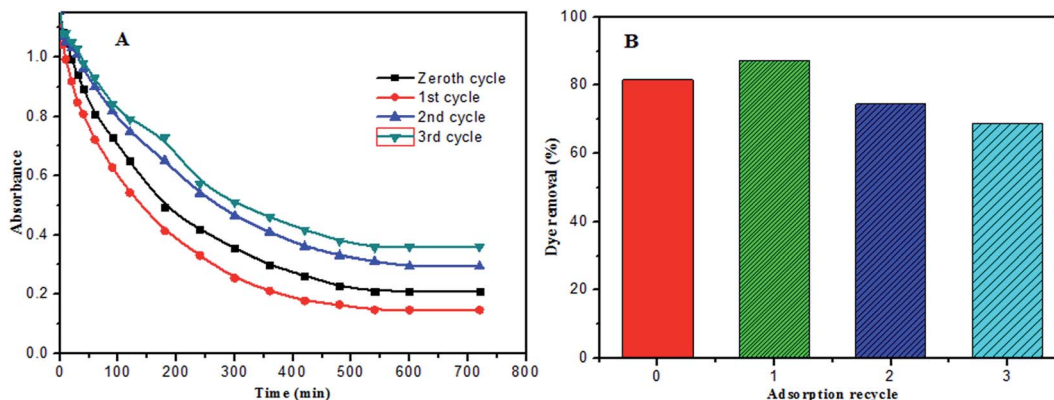 A
1.0
0.8
0.6
0.4
0.2
0.0
Absorbance
Zeroth cycle
1st cycle
2nd cycle
3rd cycle
0 100 200 300 400 500 600 700 800
Time (min)
B
100
80
60
40
20
0
Dye removal (%)
0 1 2 3
Adsorption recycle